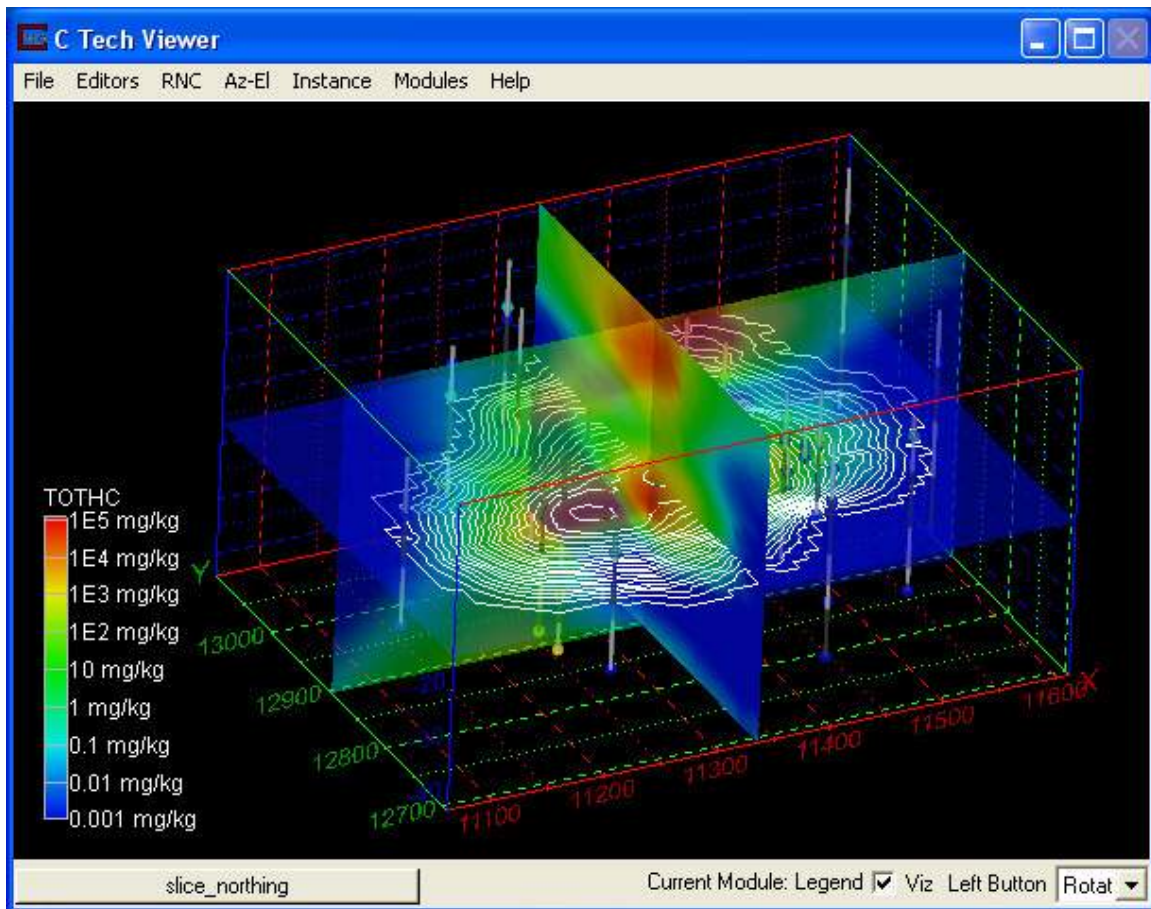 C Tech Viewer
File Editors RNC Az-El Instance Modules Help
TOTHC
1E5 mg/kg
1E4 mg/kg
1E3 mg/kg
1E2 mg/kg
10 mg/kg
1 mg/kg
0.1 mg/kg
0.01 mg/kg
0.001 mg/kg
Y
13000
12900
12800
12700
11100
11200
11300
11400
11500
11600
X
slice_northing
Current Module: Legend Viz Left Button Rotat